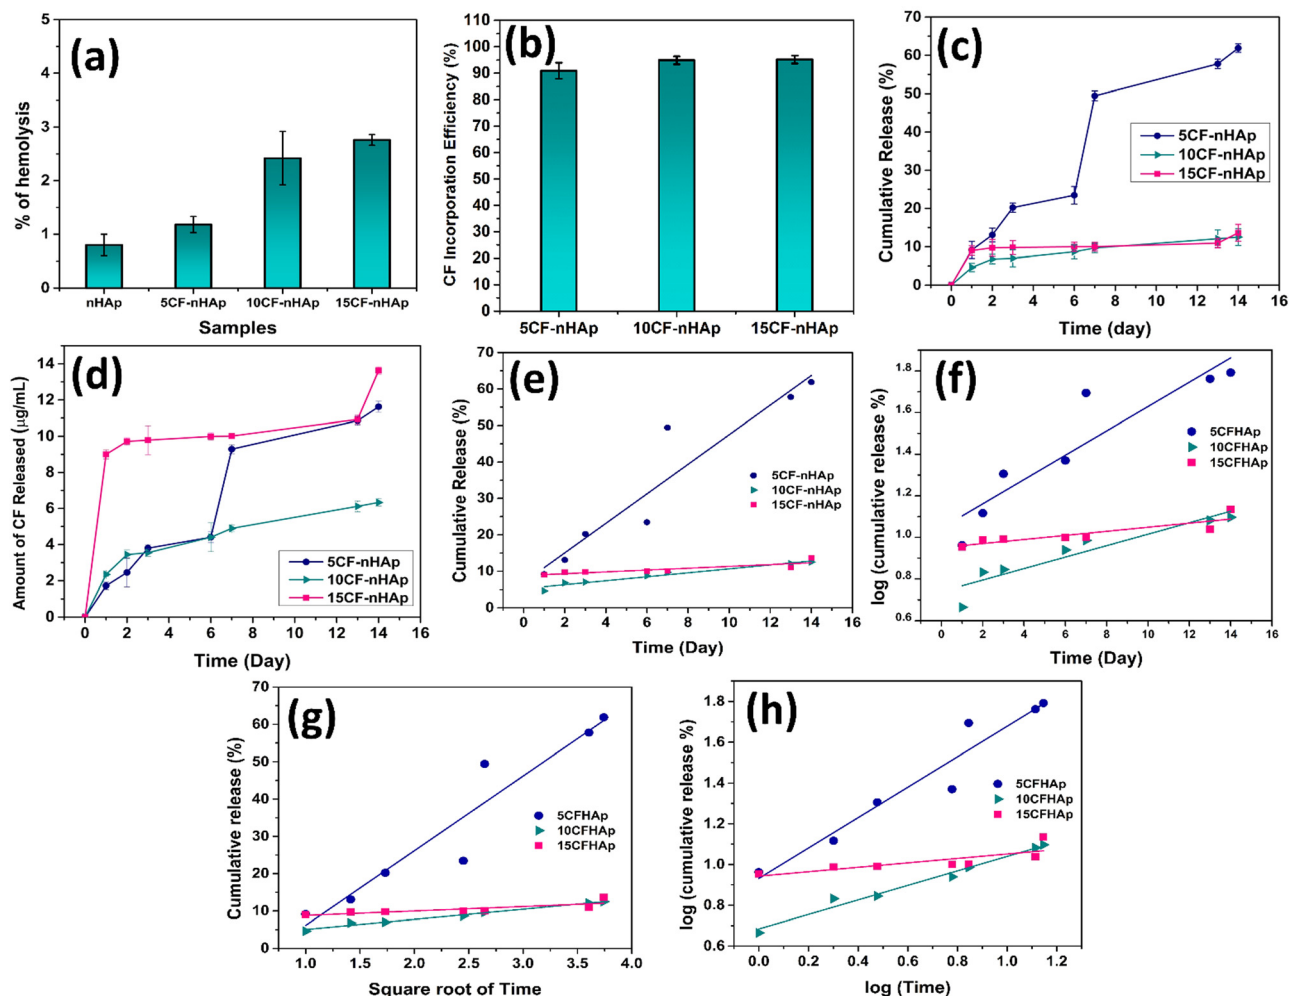 (a)
% of hemolysis
5
4
3
2
1
0
nHAp 5CF-nHAp 10CF-nHAp 15CF-nHAp
Samples
(b)
CF Incorporation Efficiency (%)
110
100
90
80
70
60
50
40
30
20
10
0
5CF-nHAp 10CF-nHAp 15CF-nHAp
(c)
Cumulative Release (%)
70
60
50
40
30
20
10
0
5CF-nHAp
10CF-nHAp
15CF-nHAp
0 2 4 6 8 10 12 14 16
Time (day)
(d)
Amount of CF Released (µg/mL)
14
12
10
8
6
4
2
0
5CF-nHAp
10CF-nHAp
15CF-nHAp
0 2 4 6 8 10 12 14 16
Time (Day)
(e)
Cumulative Release (%)
70
60
50
40
30
20
10
0
5CF-nHAp
10CF-nHAp
15CF-nHAp
0 2 4 6 8 10 12 14 16
Time (Day)
(f)
log (cumulative release %)
1.8
1.6
1.4
1.2
1.0
0.8
0.6
5CFHAp
10CFHAp
15CFHAp
0 2 4 6 8 10 12 14 16
Time (Day)
(g)
Cumulative release (%)
70
60
50
40
30
20
10
0
5CFHAp
10CFHAp
15CFHAp
1.0 1.5 2.0 2.5 3.0 3.5 4.0
Square root of Time
(h)
log (cumulative release %)
1.8
1.6
1.4
1.2
1.0
0.8
0.6
5CFHAp
10CFHAp
15CFHAp
0.0 0.2 0.4 0.6 0.8 1.0 1.2
log (Time)